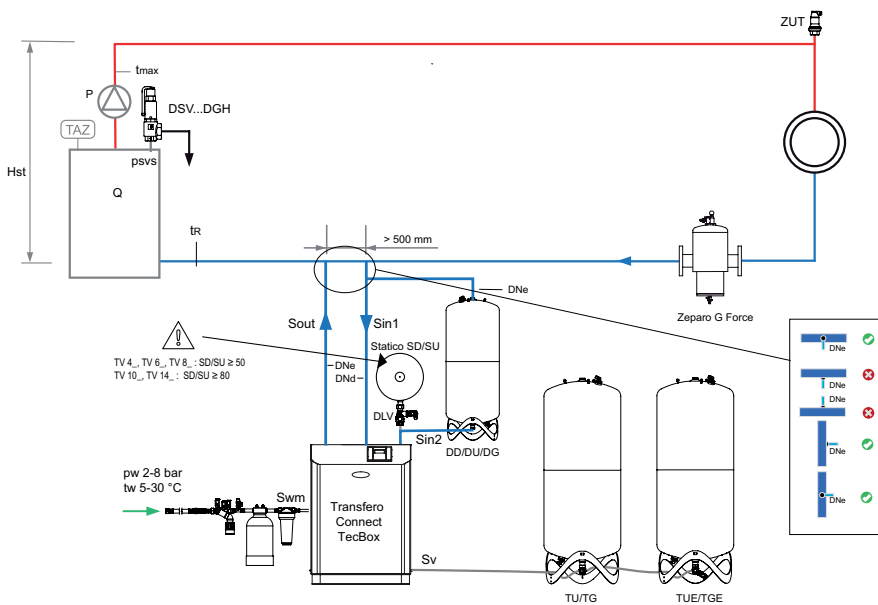 ZUT
tmax
P
DSV...DGH
TAZ
psvs
Hst
Q
tR
> 500 mm
DNe
Zeparo G Force
Sout
Sin1
Statico SD/SU
TV 4_, TV 6_, TV 8_ : SD/SU ≥ 50
TV 10_, TV 14_ : SD/SU ≥ 80
DNe
DNd
DLV
Sin2
DD/DU/DG
DNe
DNe
DNe
DNe
DNe
pw 2-8 bar
tw 5-30 °C
Swm
Transfero
Connect
TecBox
Sv
TU/TG
TUE/TGE